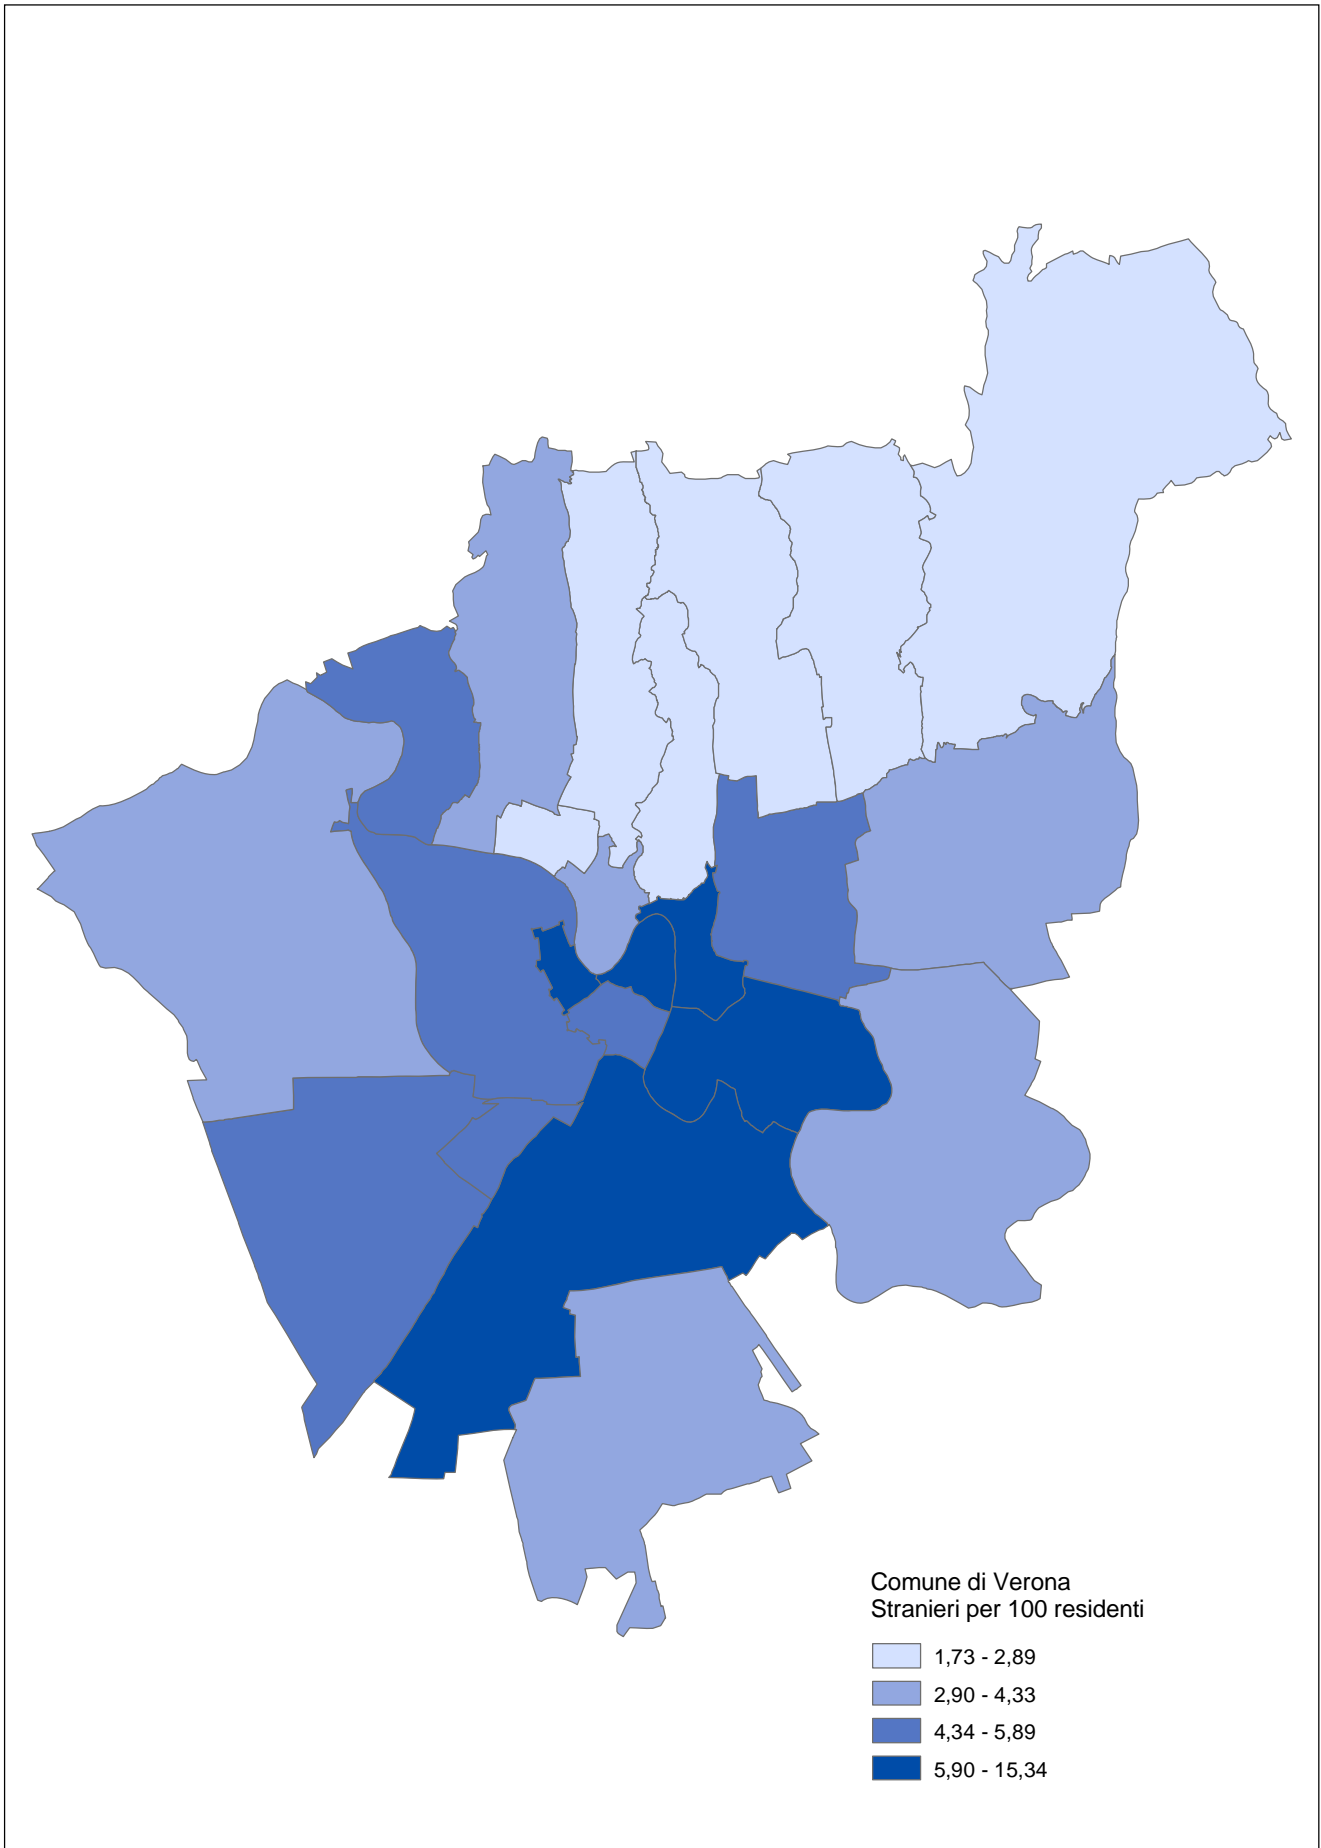 Comune di Verona
Stranieri per 100 residenti
1,73 - 2,89
2,90 - 4,33
4,34 - 5,89
5,90 - 15,34